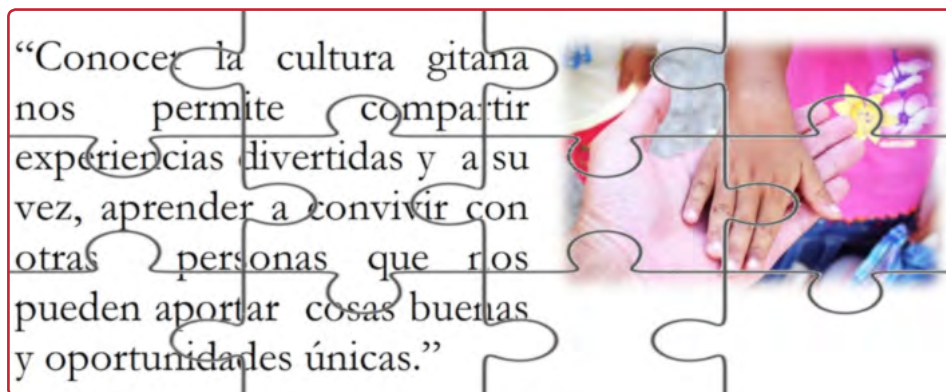 “Conocer la cultura gitana
nos permite compartir
experiencias divertidas y a su
vez, aprender a convivir con
otras personas que nos
pueden aportar cosas buenas
y oportunidades únicas.”